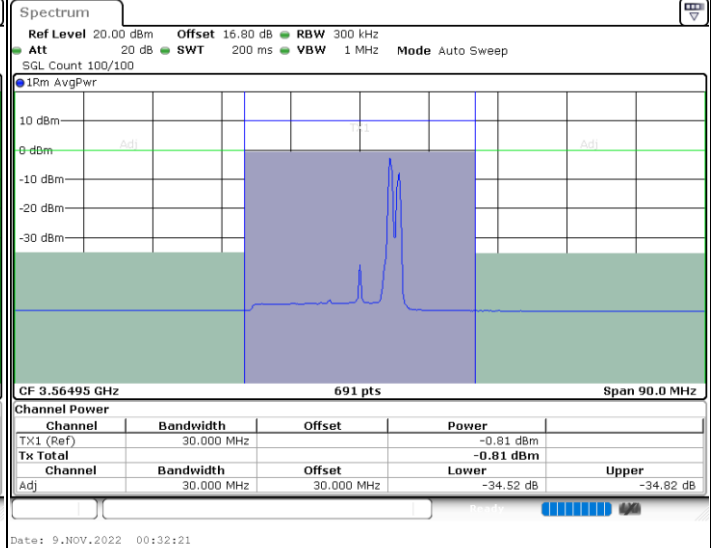 Spectrum
Ref Level 20.00 dBm Offset 16.80 dB RBW 300 kHz
Att 20 dB SWT 200 ms VBW 1 MHz Mode Auto Sweep
SGL Count 100/100
1Rm AvgPwr
10 dBm
TX1
Adj Adj
0 dBm
-10 dBm
-20 dBm
-30 dBm
CF 3.56495 GHz 691 pts Span 90.0 MHz
Channel Power
Channel Bandwidth Offset Power
TX1 (Ref) 30.000 MHz -0.81 dBm
Tx Total -0.81 dBm
Channel Bandwidth Offset Lower Upper
Adj 30.000 MHz 30.000 MHz -34.52 dB -34.82 dB
Ready
Date: 9.NOV.2022 00:32:21